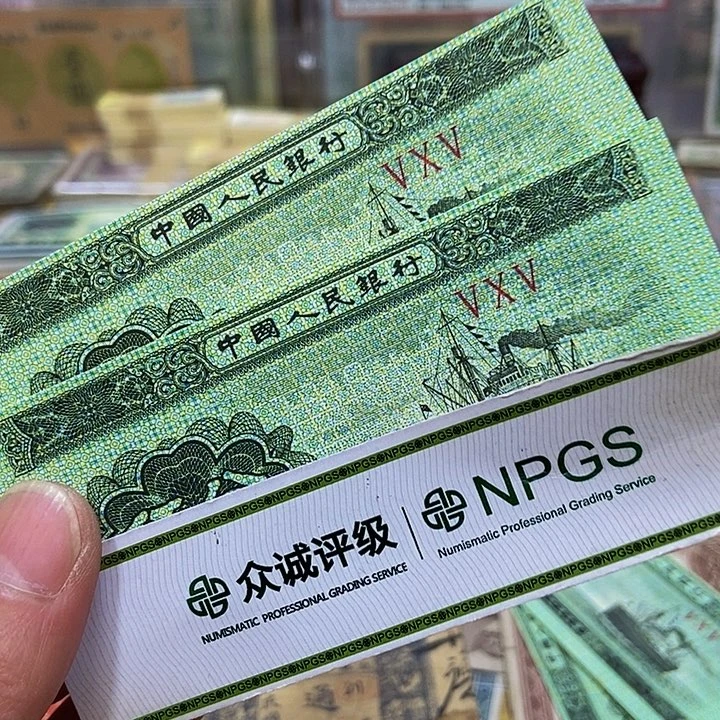 中國人民銀行
VXV
中國人民銀行
VXV
众诚评级
NUMISMATIC PROFESSIONAL GRADING SERVICE
NPGS
Numismatic Professional Grading Service